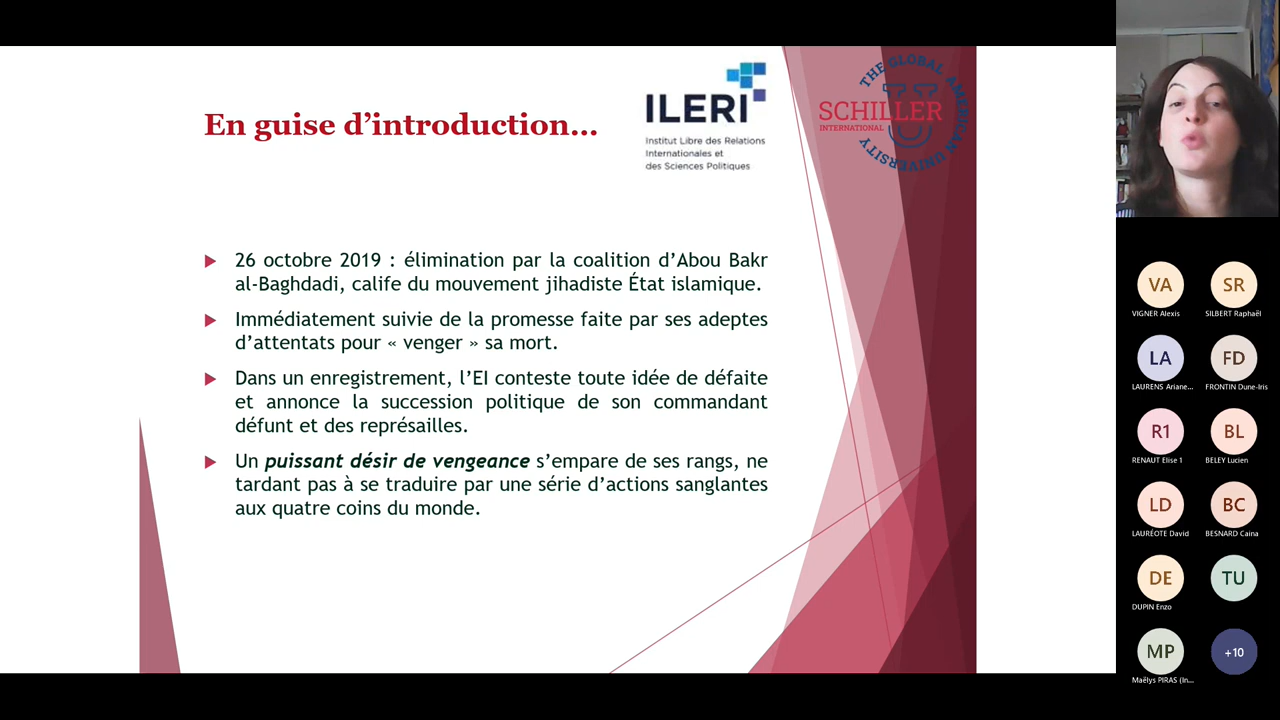 En guise d’introduction...
ILERI
Institut Libre des Relations
Internationales et
des Sciences Politiques
THE GLOBAL AMERICAN UNIVERSITY
SCHILLER
INTERNATIONAL
U
26 octobre 2019 : élimination par la coalition d’Abou Bakr
al-Baghdadi, calife du mouvement jihadiste État islamique.
Immédiatement suivie de la promesse faite par ses adeptes
d’attentats pour « venger » sa mort.
Dans un enregistrement, l’EI conteste toute idée de défaite
et annonce la succession politique de son commandant
défunt et des représailles.
Un puissant désir de vengeance s’empare de ses rangs, ne
tardant pas à se traduire par une série d’actions sanglantes
aux quatre coins du monde.
VA
VIGNER Alexis
SR
SILBERT Raphaël
LA
LAURENS Ariane...
FD
FRONTIN Dune-Iris
R1
RENAUT Elise 1
BL
BELEY Lucien
LD
LAURÉOTE David
BC
BESNARD Caina
DE
DUPIN Enzo
TU
MP
Maëlys PIRAS (In...
+10